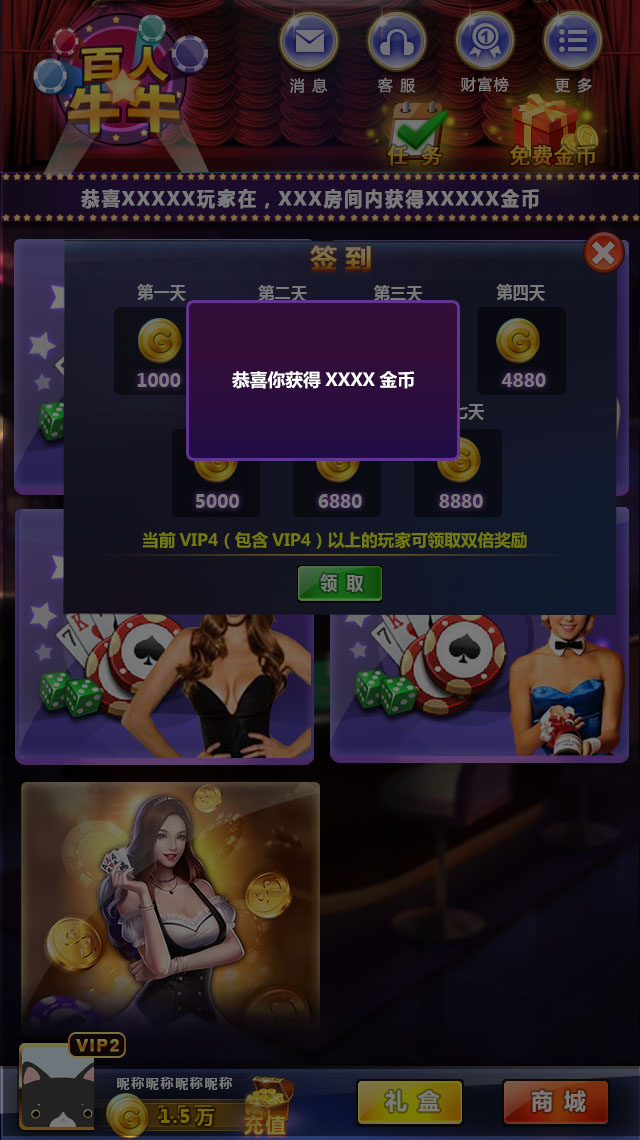 百人
牛牛
消息
客服
财富榜
更多
任务
免费金币
恭喜XXXXX玩家在，XXX房间内获得XXXXX金币
签到
第一天
第二天
第三天
第四天
1000
4880
恭喜你获得 XXXX 金币
七天
5000
6880
8880
当前 VIP4（包含 VIP4）以上的玩家可领取双倍奖励
领取
VIP2
昵称昵称昵称昵称
1.5 万
充值
礼盒
商城